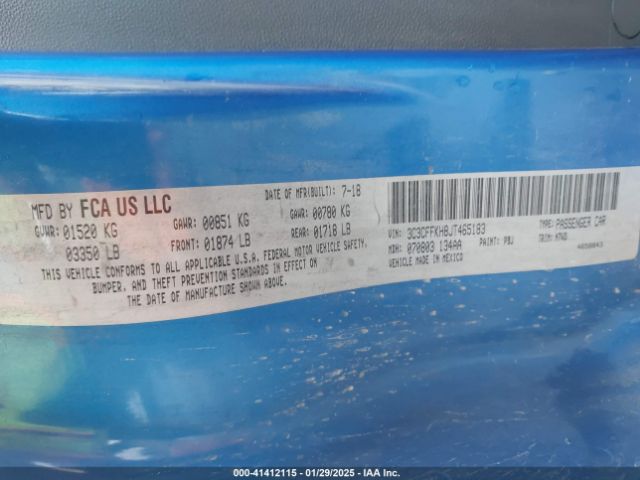 MFD BY FCA US LLC
DATE OF MFR(BUILT): 7-18
GVWR: 01520 KG
GAWR: 00851 KG
GAWR: 00780 KG
03350 LB
FRONT: 01874 LB
REAR: 01718 LB
THIS VEHICLE CONFORMS TO ALL APPLICABLE U.S.A. FEDERAL MOTOR VEHICLE SAFETY,
BUMPER, AND THEFT PREVENTION STANDARDS IN EFFECT ON
THE DATE OF MANUFACTURE SHOWN ABOVE.
VIN: 3C3CFFKH8JT465183
TYPE: PASSENGER CAR
MDH: 070803 134AA
PAINT: PBJ
TRIM:
VEHICLE MADE IN MEXICO
000-41412115 - 01/29/2025 - IAA Inc.